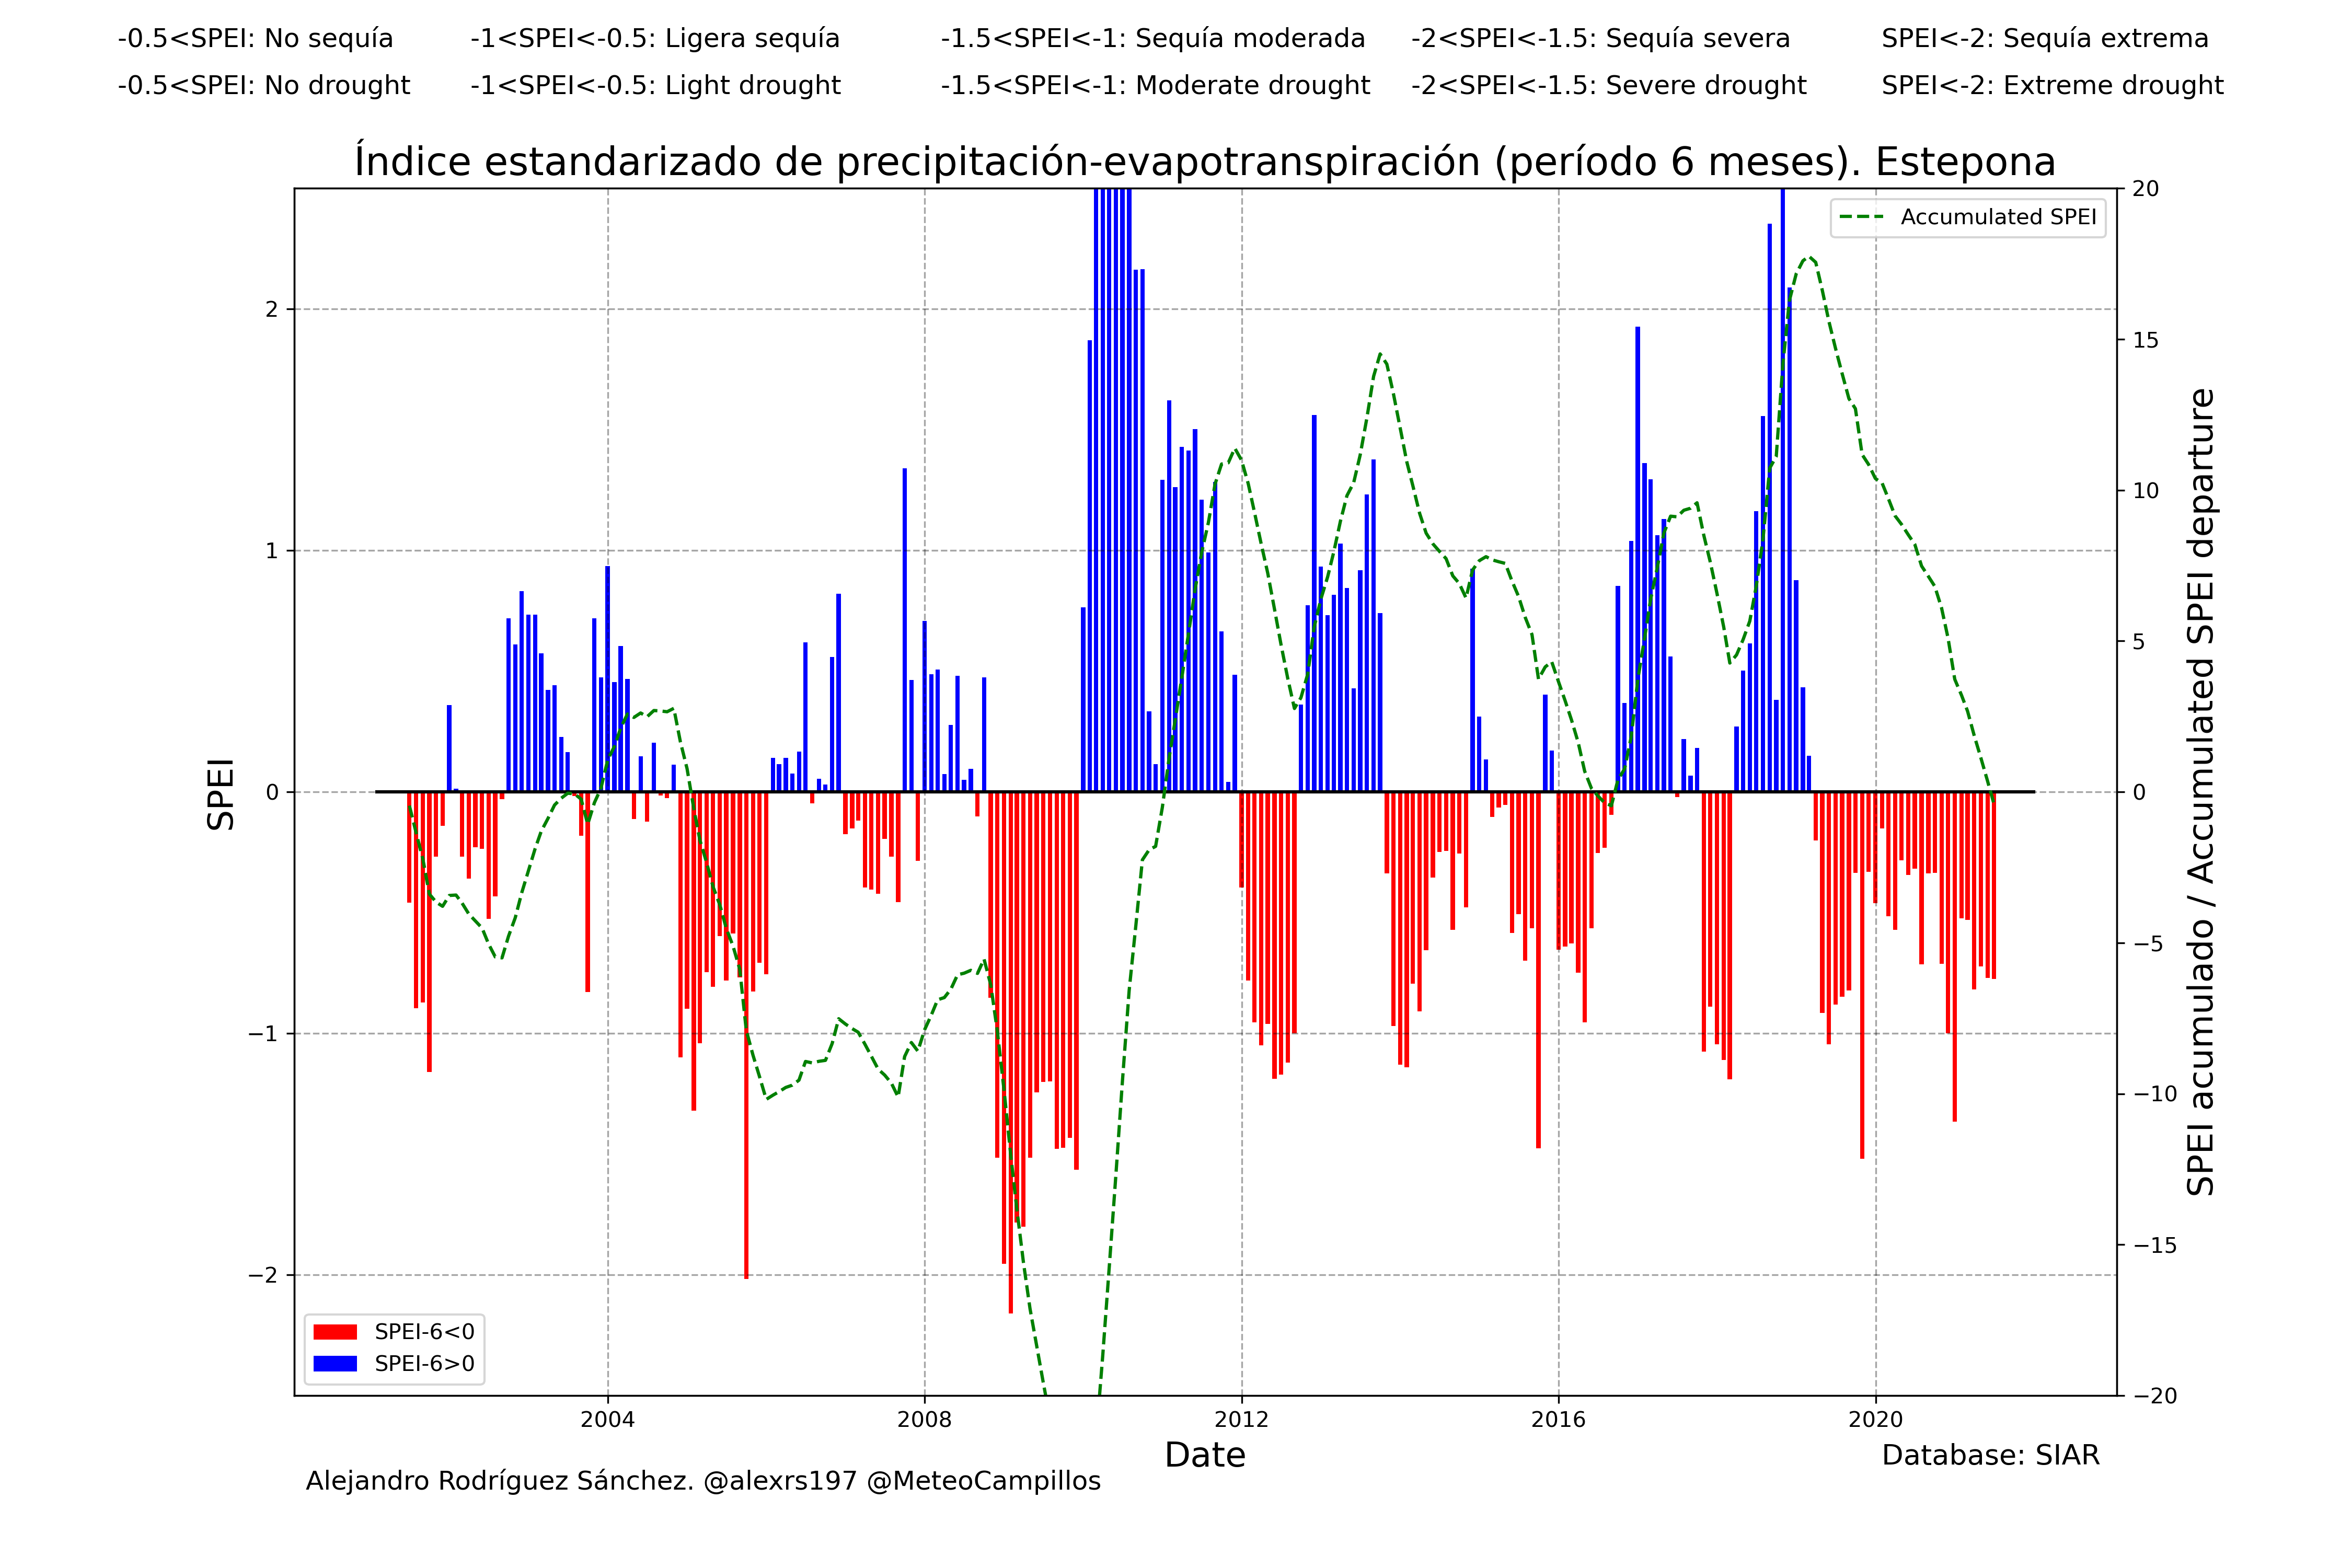 -0.5<SPEI: No sequía -1<SPEI<-0.5: Ligera sequía -1.5<SPEI<-1: Sequía moderada -2<SPEI<-1.5: Sequía severa SPEI<-2: Sequía extrema
-0.5<SPEI: No drought -1<SPEI<-0.5: Light drought -1.5<SPEI<-1: Moderate drought -2<SPEI<-1.5: Severe drought SPEI<-2: Extreme drought
Índice estandarizado de precipitación-evapotranspiración (período 6 meses). Estepona
Accumulated SPEI
SPEI
2
1
0
−1
−2
20
15
10
5
0
−5
−10
−15
−20
SPEI acumulado / Accumulated SPEI departure
SPEI-6<0
SPEI-6>0
2004 2008 2012 2016 2020
Date
Database: SIAR
Alejandro Rodríguez Sánchez. @alexrs197 @MeteoCampillos